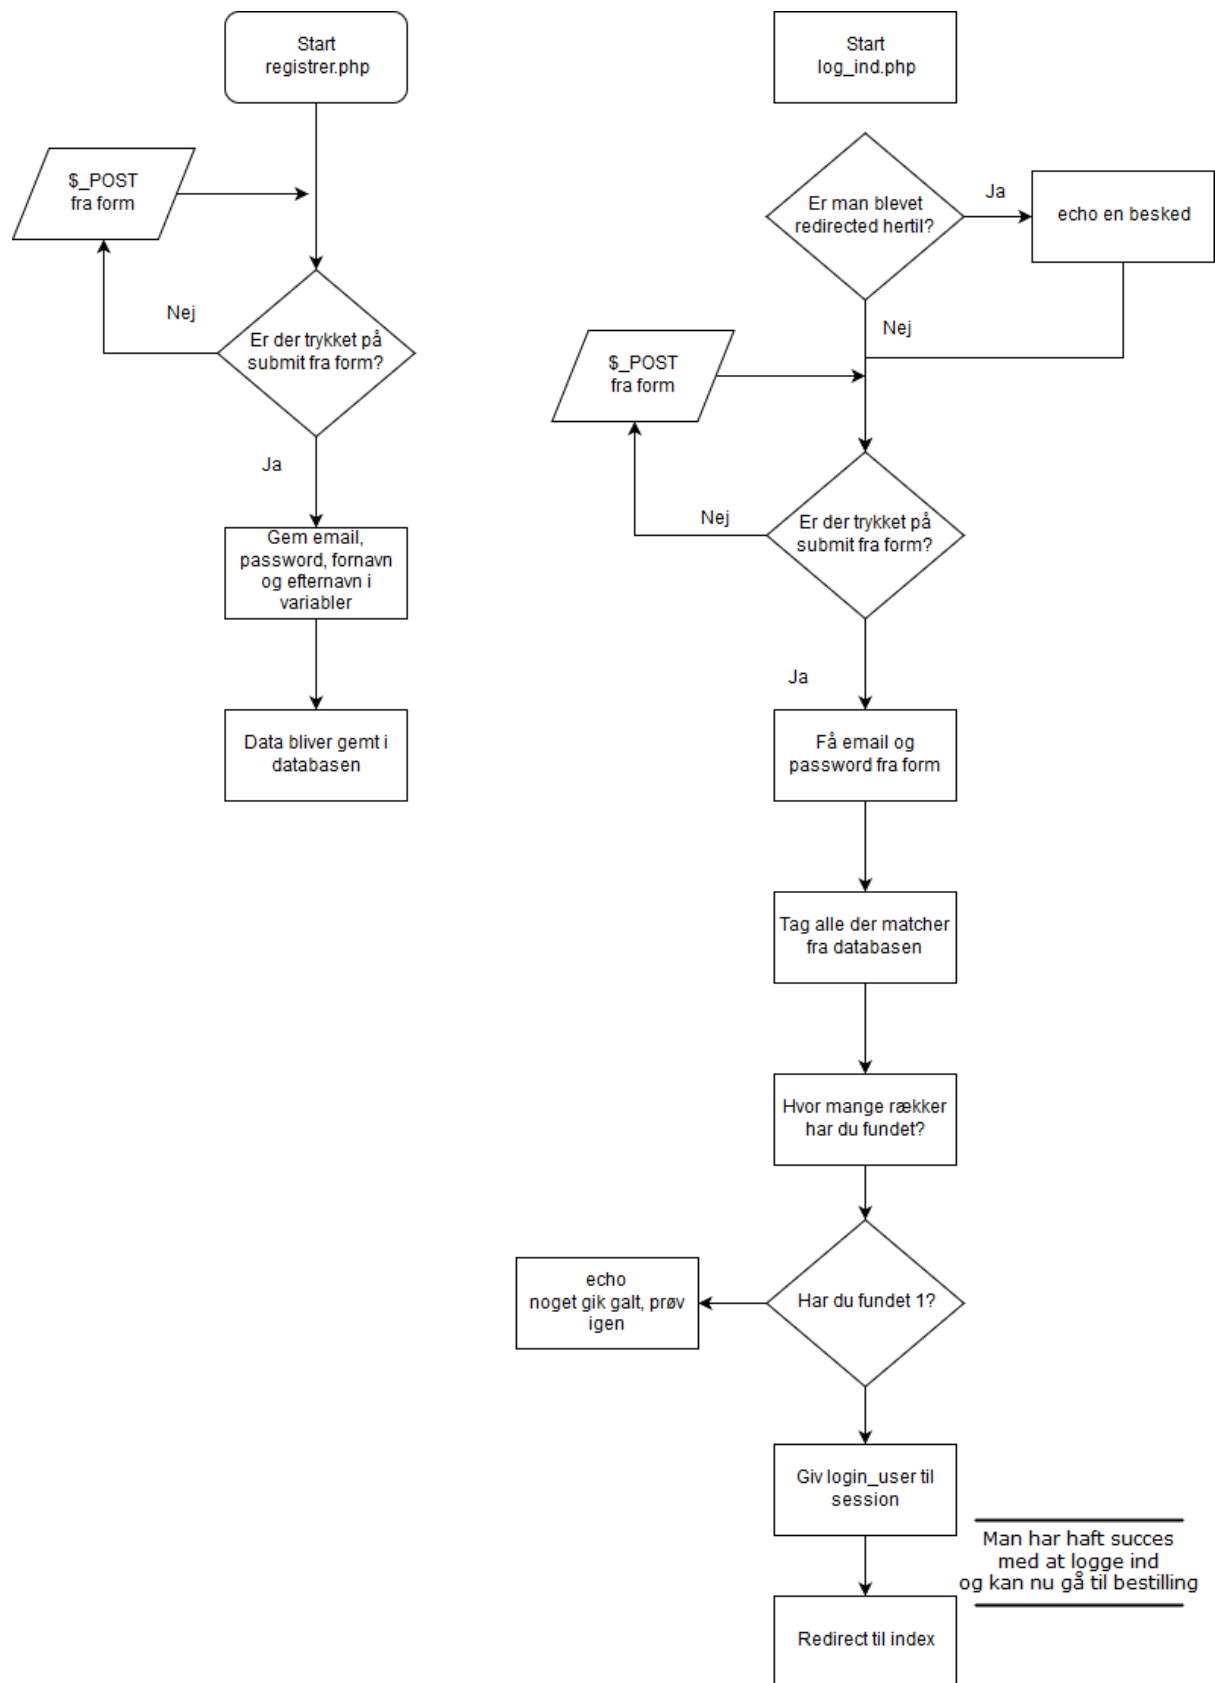 Start
registrer.php
$_POST
fra form
Nej
Er der trykket på
submit fra form?
Ja
Gem email,
password, fornavn
og efternavn i
variabler
Data bliver gemt i
databasen
Start
log_ind.php
Er man blevet
redirected hertil?
Ja
echo en besked
Nej
$_POST
fra form
Nej
Er der trykket på
submit fra form?
Ja
Få email og
password fra form
Tag alle der matcher
fra databasen
Hvor mange rækker
har du fundet?
Har du fundet 1?
echo
noget gik galt, prøv
igen
Giv login_user til
session
Man har haft succes
med at logge ind
og kan nu gå til bestilling
Redirect til index